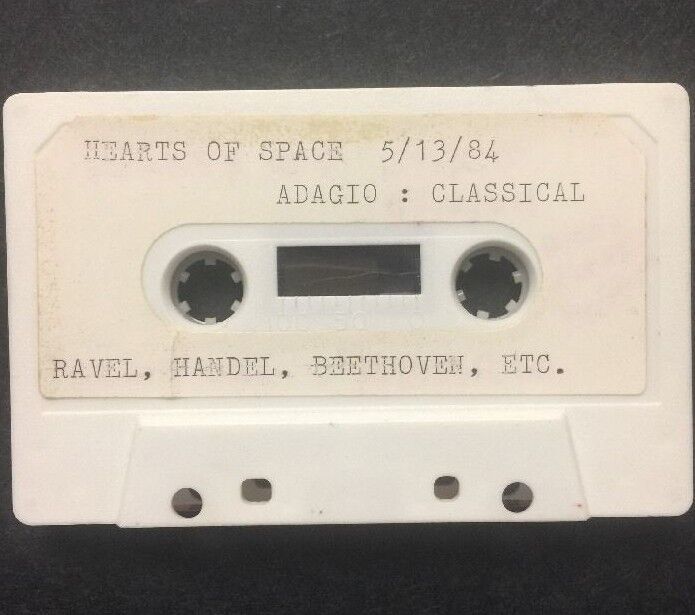 HEARTS OF SPACE 5/13/84
ADAGIO : CLASSICAL
RAVEL, HANDEL, BEETHOVEN, ETC.